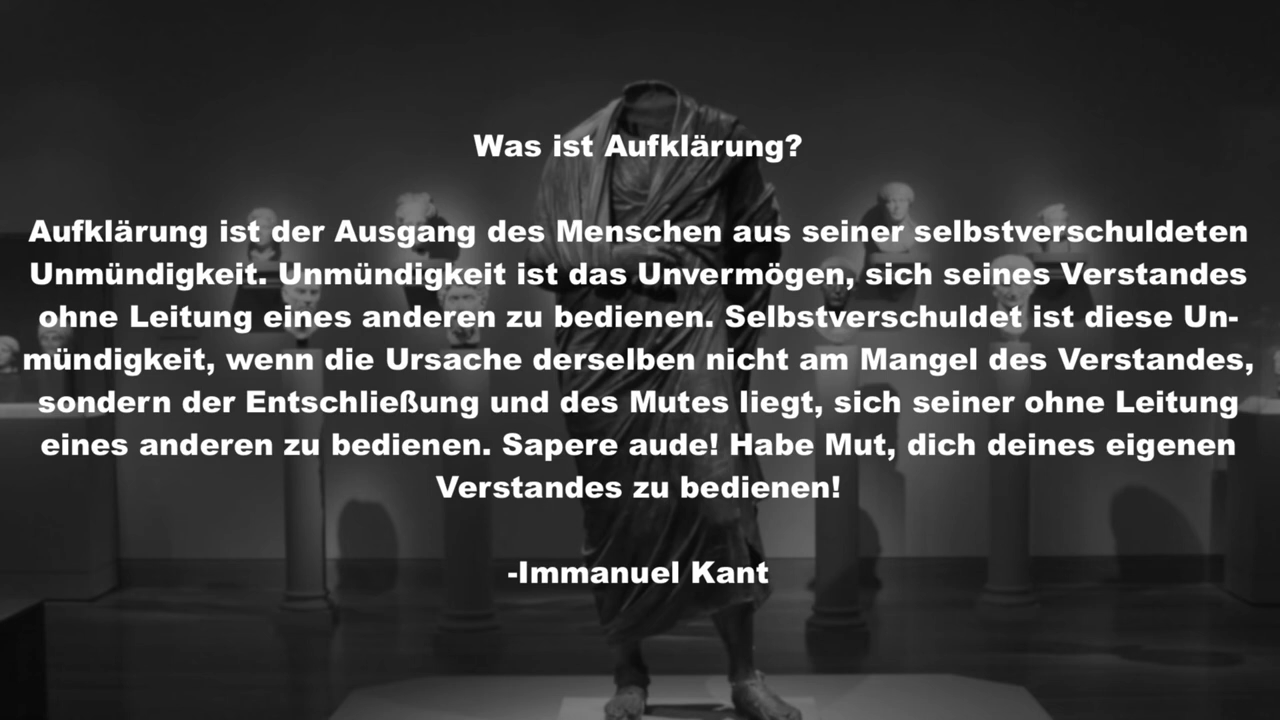 Was ist Aufklärung?
Aufklärung ist der Ausgang des Menschen aus seiner selbstverschuldeten
Unmündigkeit. Unmündigkeit ist das Unvermögen, sich seines Verstandes
ohne Leitung eines anderen zu bedienen. Selbstverschuldet ist diese Un-
mündigkeit, wenn die Ursache derselben nicht am Mangel des Verstandes,
sondern der Entschließung und des Mutes liegt, sich seiner ohne Leitung
eines anderen zu bedienen. Sapere aude! Habe Mut, dich deines eigenen
Verstandes zu bedienen!
-Immanuel Kant